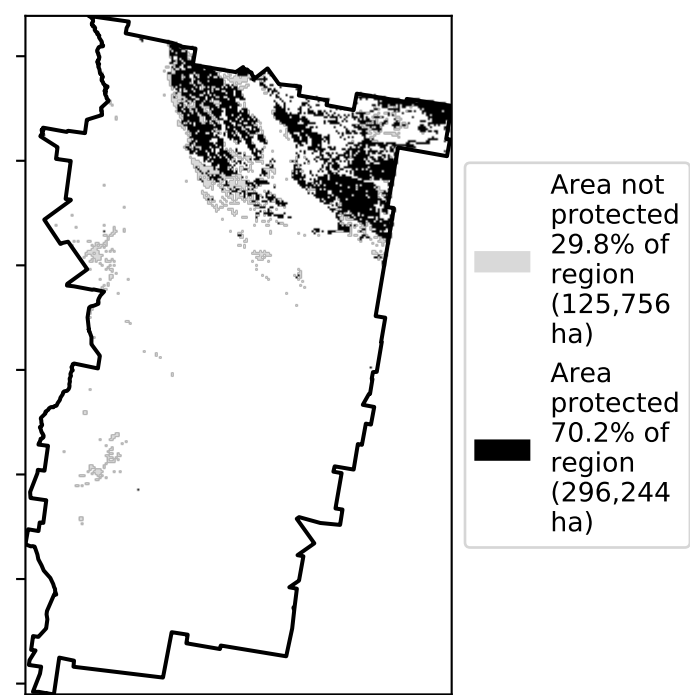 Area not
protected
29.8% of
region
(125,756
ha)
Area
protected
70.2% of
region
(296,244
ha)